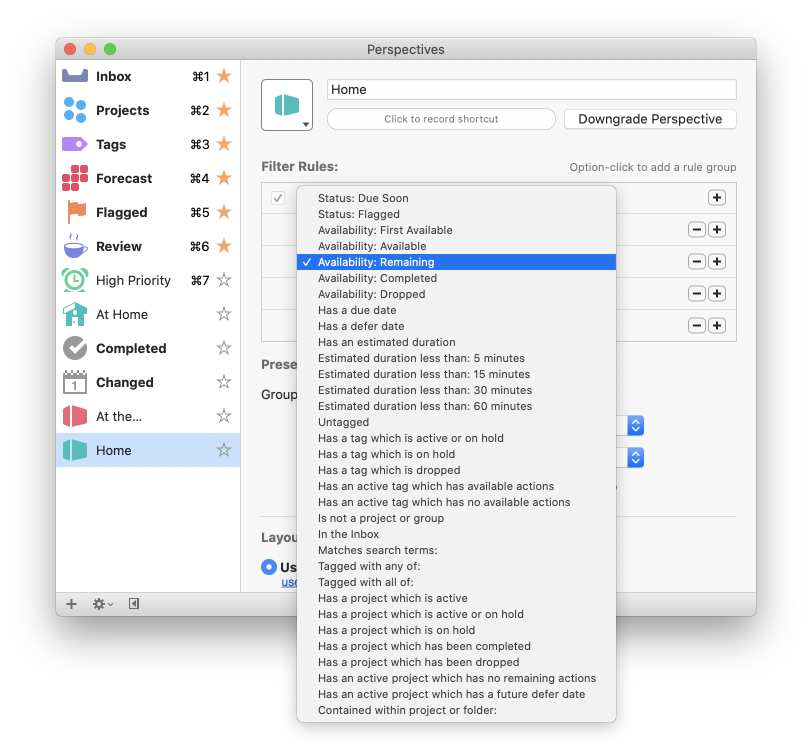 Perspectives
Inbox ⌘1
Projects ⌘2
Tags ⌘3
Forecast ⌘4
Flagged ⌘5
Review ⌘6
High Priority ⌘7
At Home
Completed
1 Changed
At the...
Home
Home
Click to record shortcut Downgrade Perspective
Filter Rules: Option-click to add a rule group
Status: Due Soon
Status: Flagged
Availability: First Available
Availability: Available
✓ Availability: Remaining
Availability: Completed
Availability: Dropped
Has a due date
Has a defer date
Has an estimated duration
Estimated duration less than: 5 minutes
Estimated duration less than: 15 minutes
Estimated duration less than: 30 minutes
Estimated duration less than: 60 minutes
Untagged
Has a tag which is active or on hold
Has a tag which is on hold
Has a tag which is dropped
Has an active tag which has available actions
Has an active tag which has no available actions
Is not a project or group
In the Inbox
Matches search terms:
Tagged with any of:
Tagged with all of:
Has a project which is active
Has a project which is active or on hold
Has a project which is on hold
Has a project which has been completed
Has a project which has been dropped
Has an active project which has no remaining actions
Has an active project which has a future defer date
Contained within project or folder:
Prese
Group
Layou
Us
use